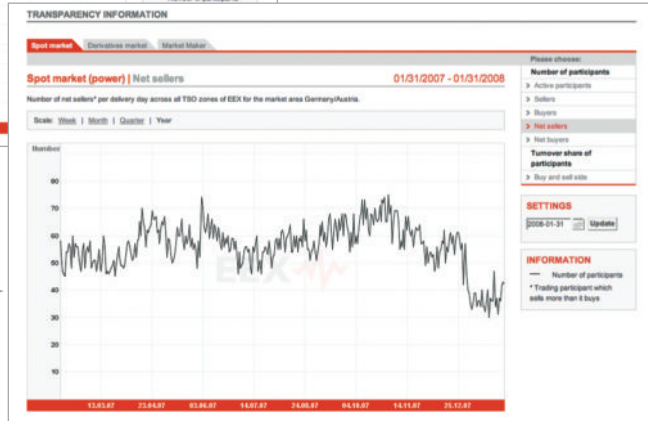 TRANSPARENCY INFORMATION
Spot market Derivatives market Market Maker
Spot market (power) | Net sellers 01/31/2007 - 01/31/2008
Number of net sellers* per delivery day across all TSO zones of EEX for the market area Germany/Austria.
Scale: Week | Month | Quarter | Year
Number
80
70
60
50
40
30
20
10
EEX
13.03.07 23.04.07 03.06.07 14.07.07 24.08.07 04.10.07 14.11.07 25.12.07
Please choose:
Number of participants
> Active participants
> Sellers
> Buyers
> Net sellers
> Net buyers
Turnover share of
participants
> Buy and sell side
SETTINGS
2008-01-31 Update
INFORMATION
Number of participants
* Trading participant which
sells more than it buys